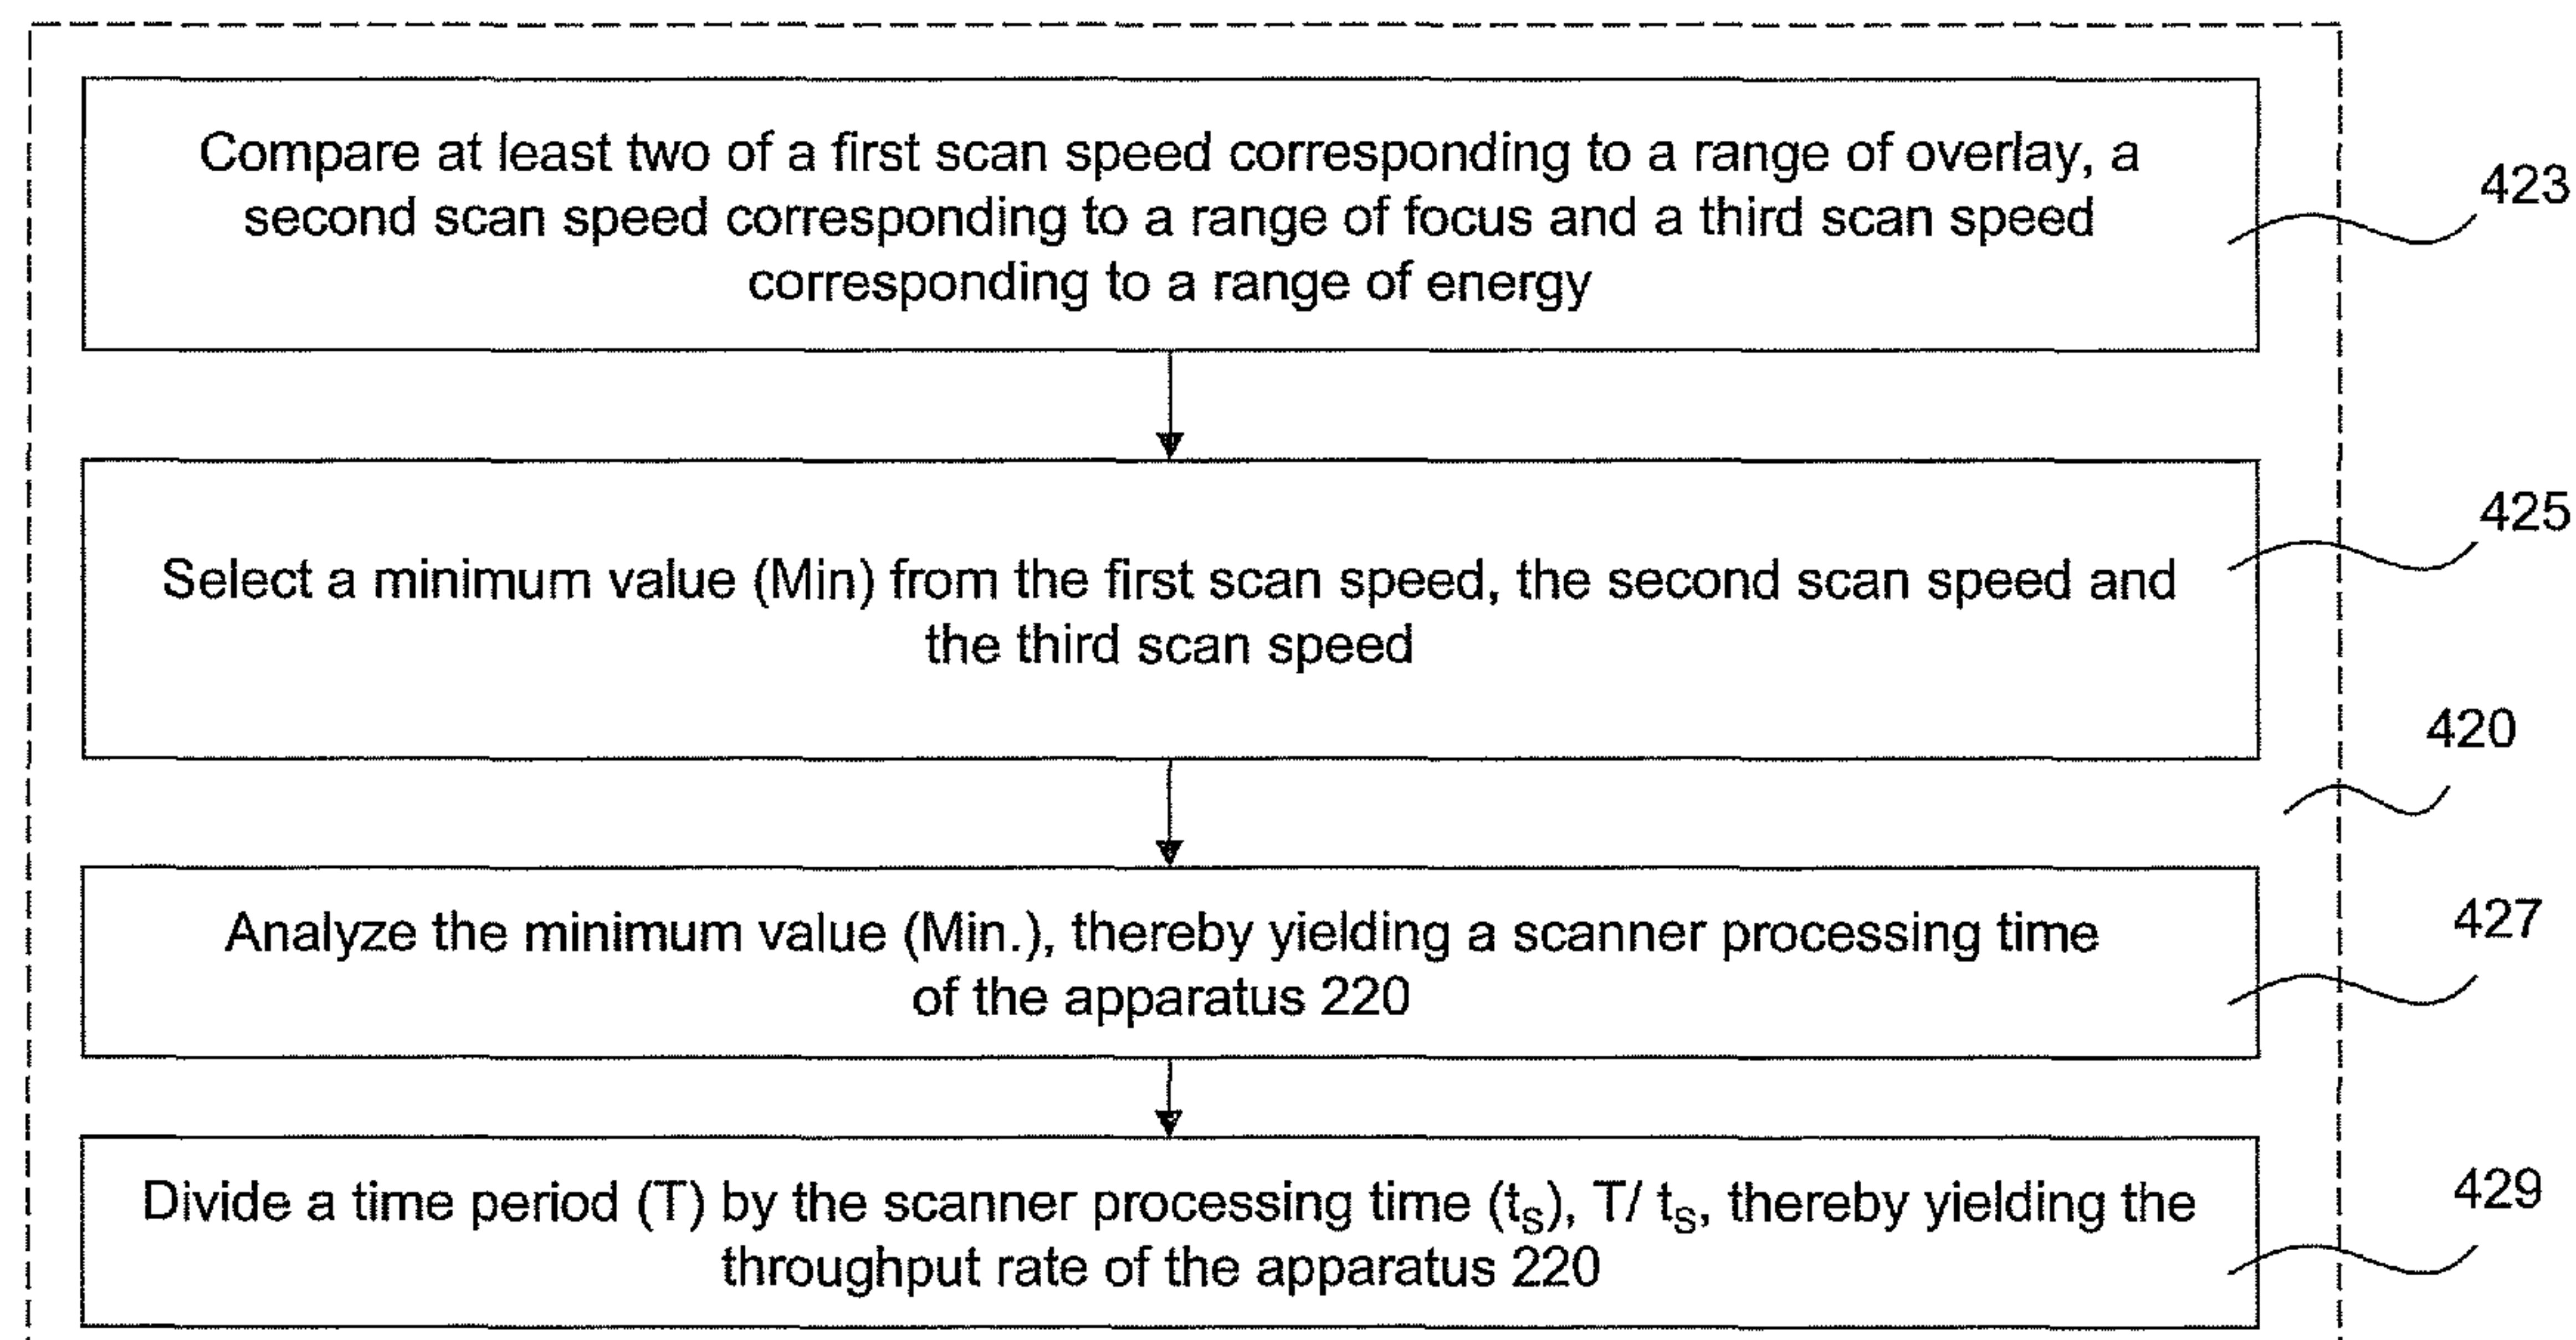 Compare at least two of a first scan speed corresponding to a range of overlay, a
second scan speed corresponding to a range of focus and a third scan speed
corresponding to a range of energy
423
Select a minimum value (Min) from the first scan speed, the second scan speed and
the third scan speed
425
420
Analyze the minimum value (Min.), thereby yielding a scanner processing time
of the apparatus 220
427
Divide a time period (T) by the scanner processing time (tS), T/ tS, thereby yielding the
throughput rate of the apparatus 220
429